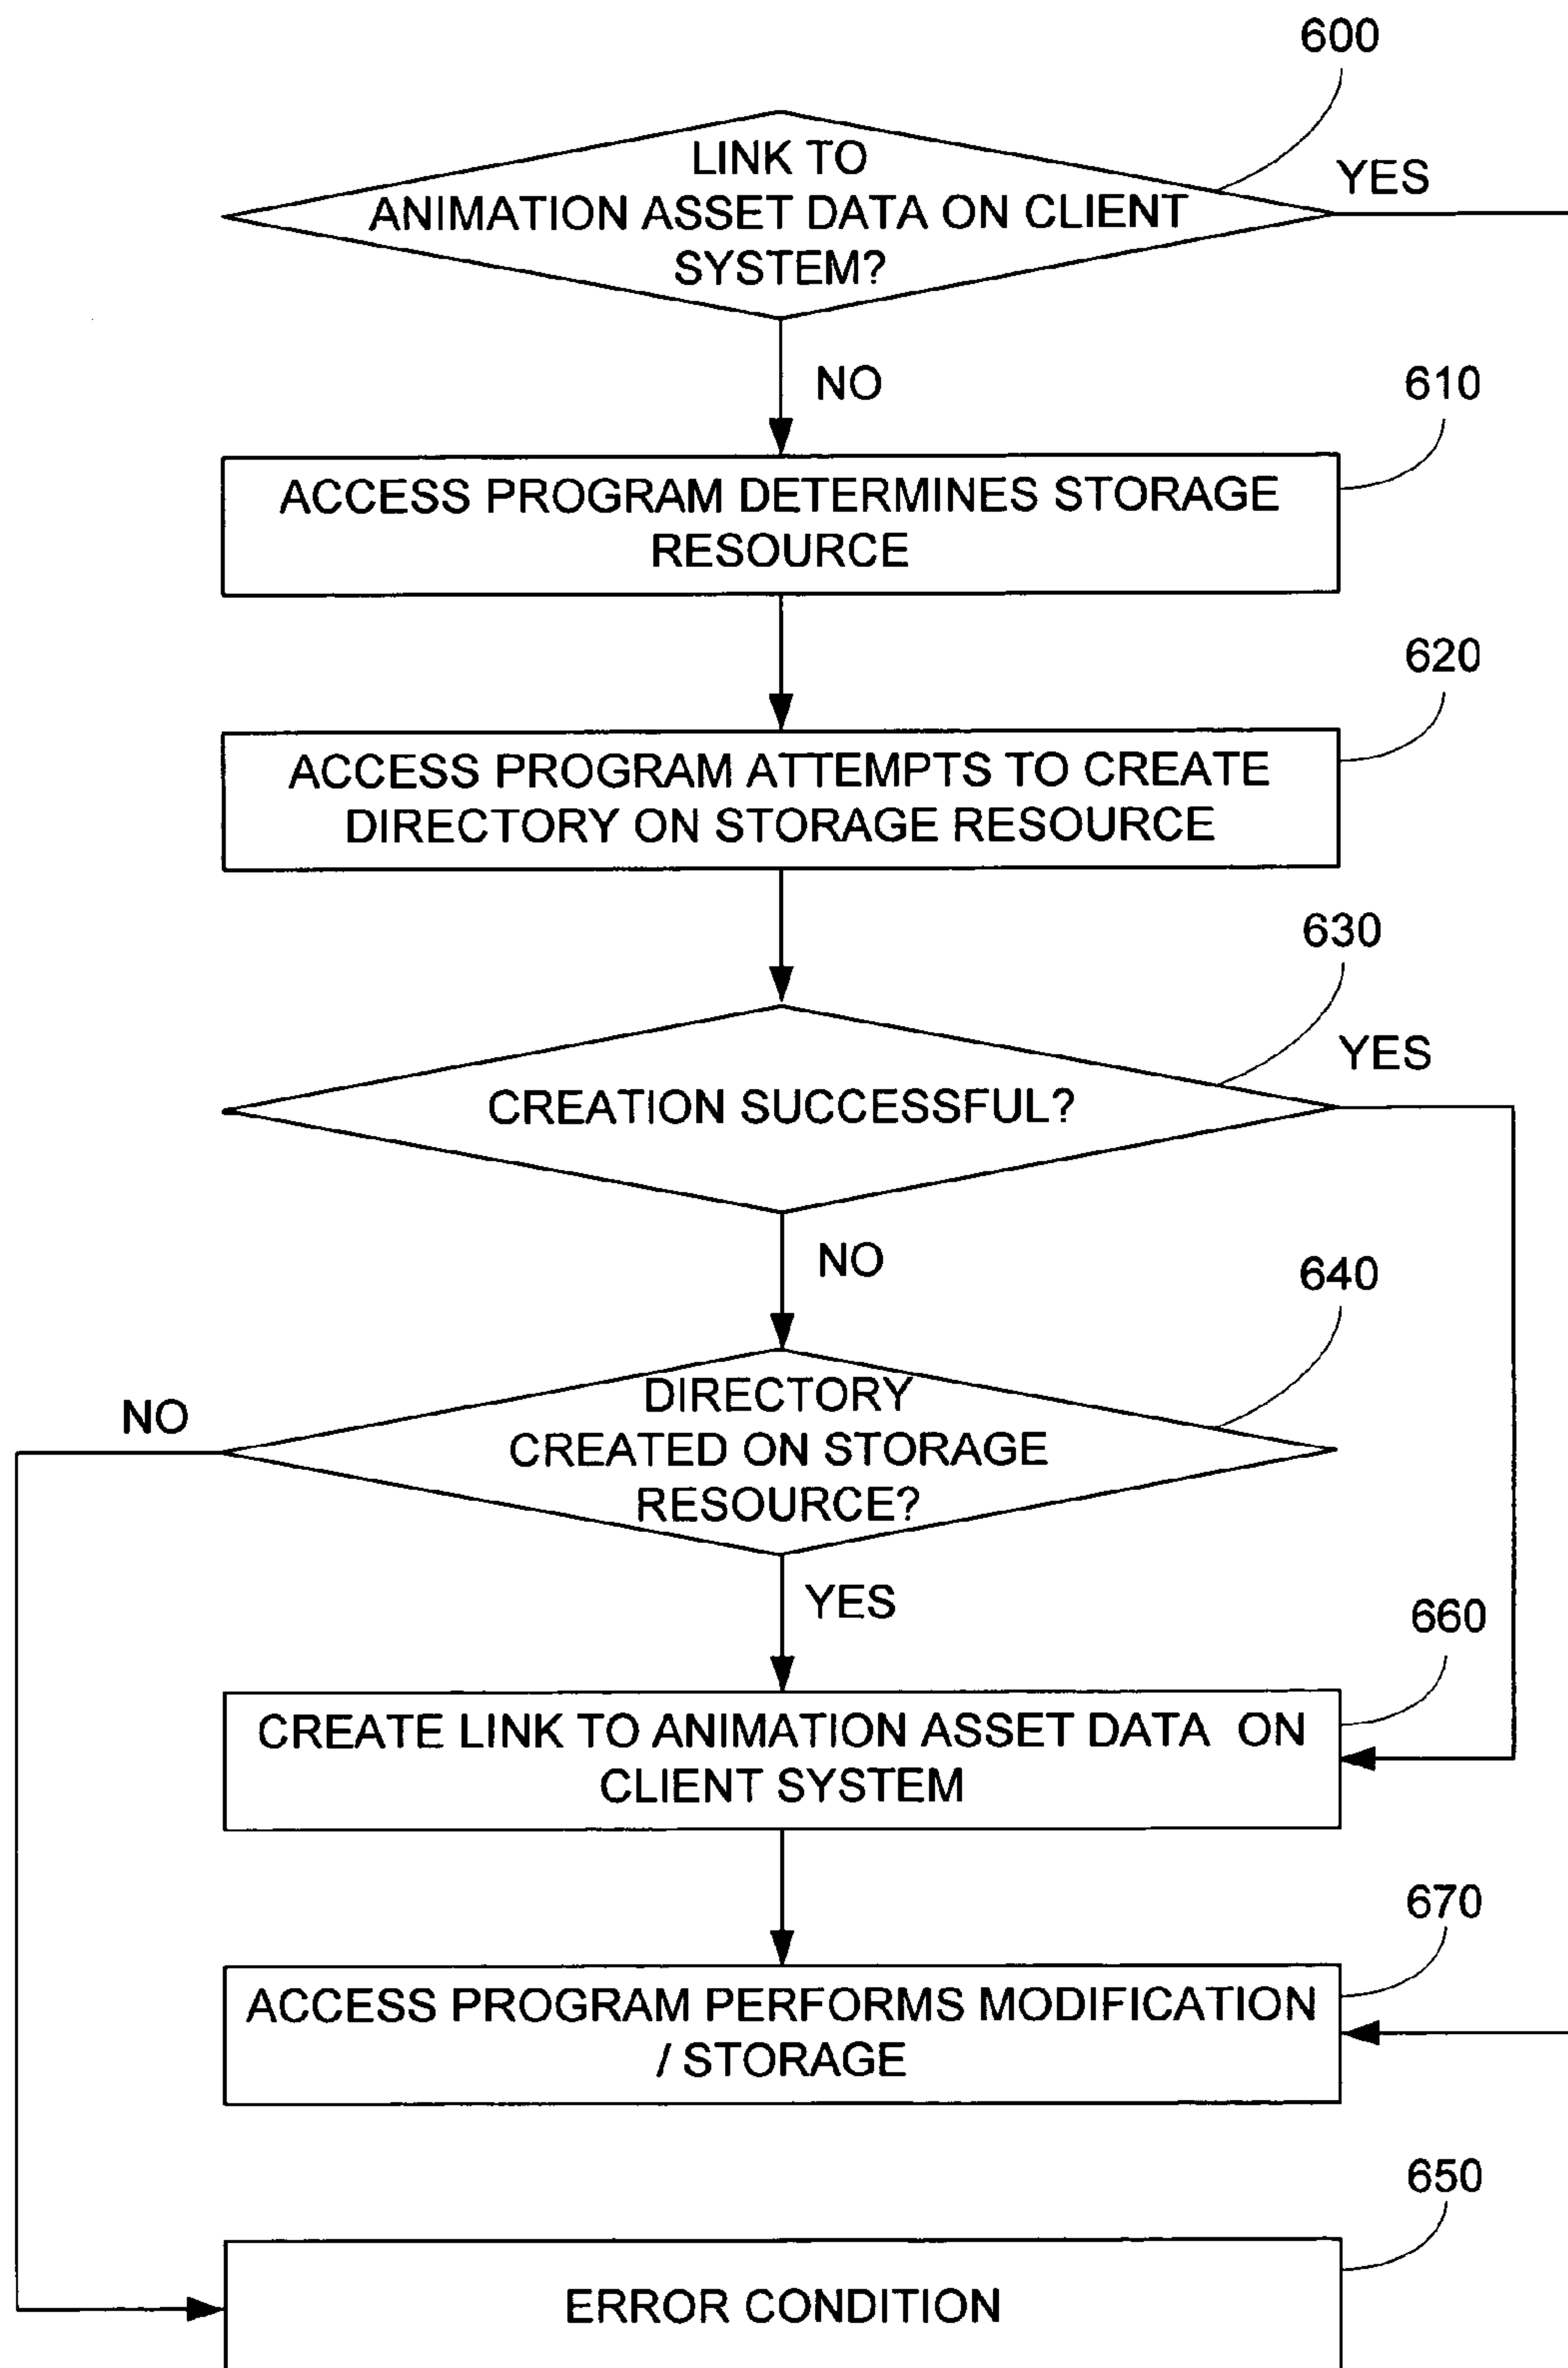 600
LINK TO
ANIMATION ASSET DATA ON CLIENT
SYSTEM?
YES
NO
610
ACCESS PROGRAM DETERMINES STORAGE
RESOURCE
620
ACCESS PROGRAM ATTEMPTS TO CREATE
DIRECTORY ON STORAGE RESOURCE
630
YES
CREATION SUCCESSFUL?
NO
640
NO
DIRECTORY
CREATED ON STORAGE
RESOURCE?
YES
660
CREATE LINK TO ANIMATION ASSET DATA ON
CLIENT SYSTEM
670
ACCESS PROGRAM PERFORMS MODIFICATION
/ STORAGE
650
ERROR CONDITION